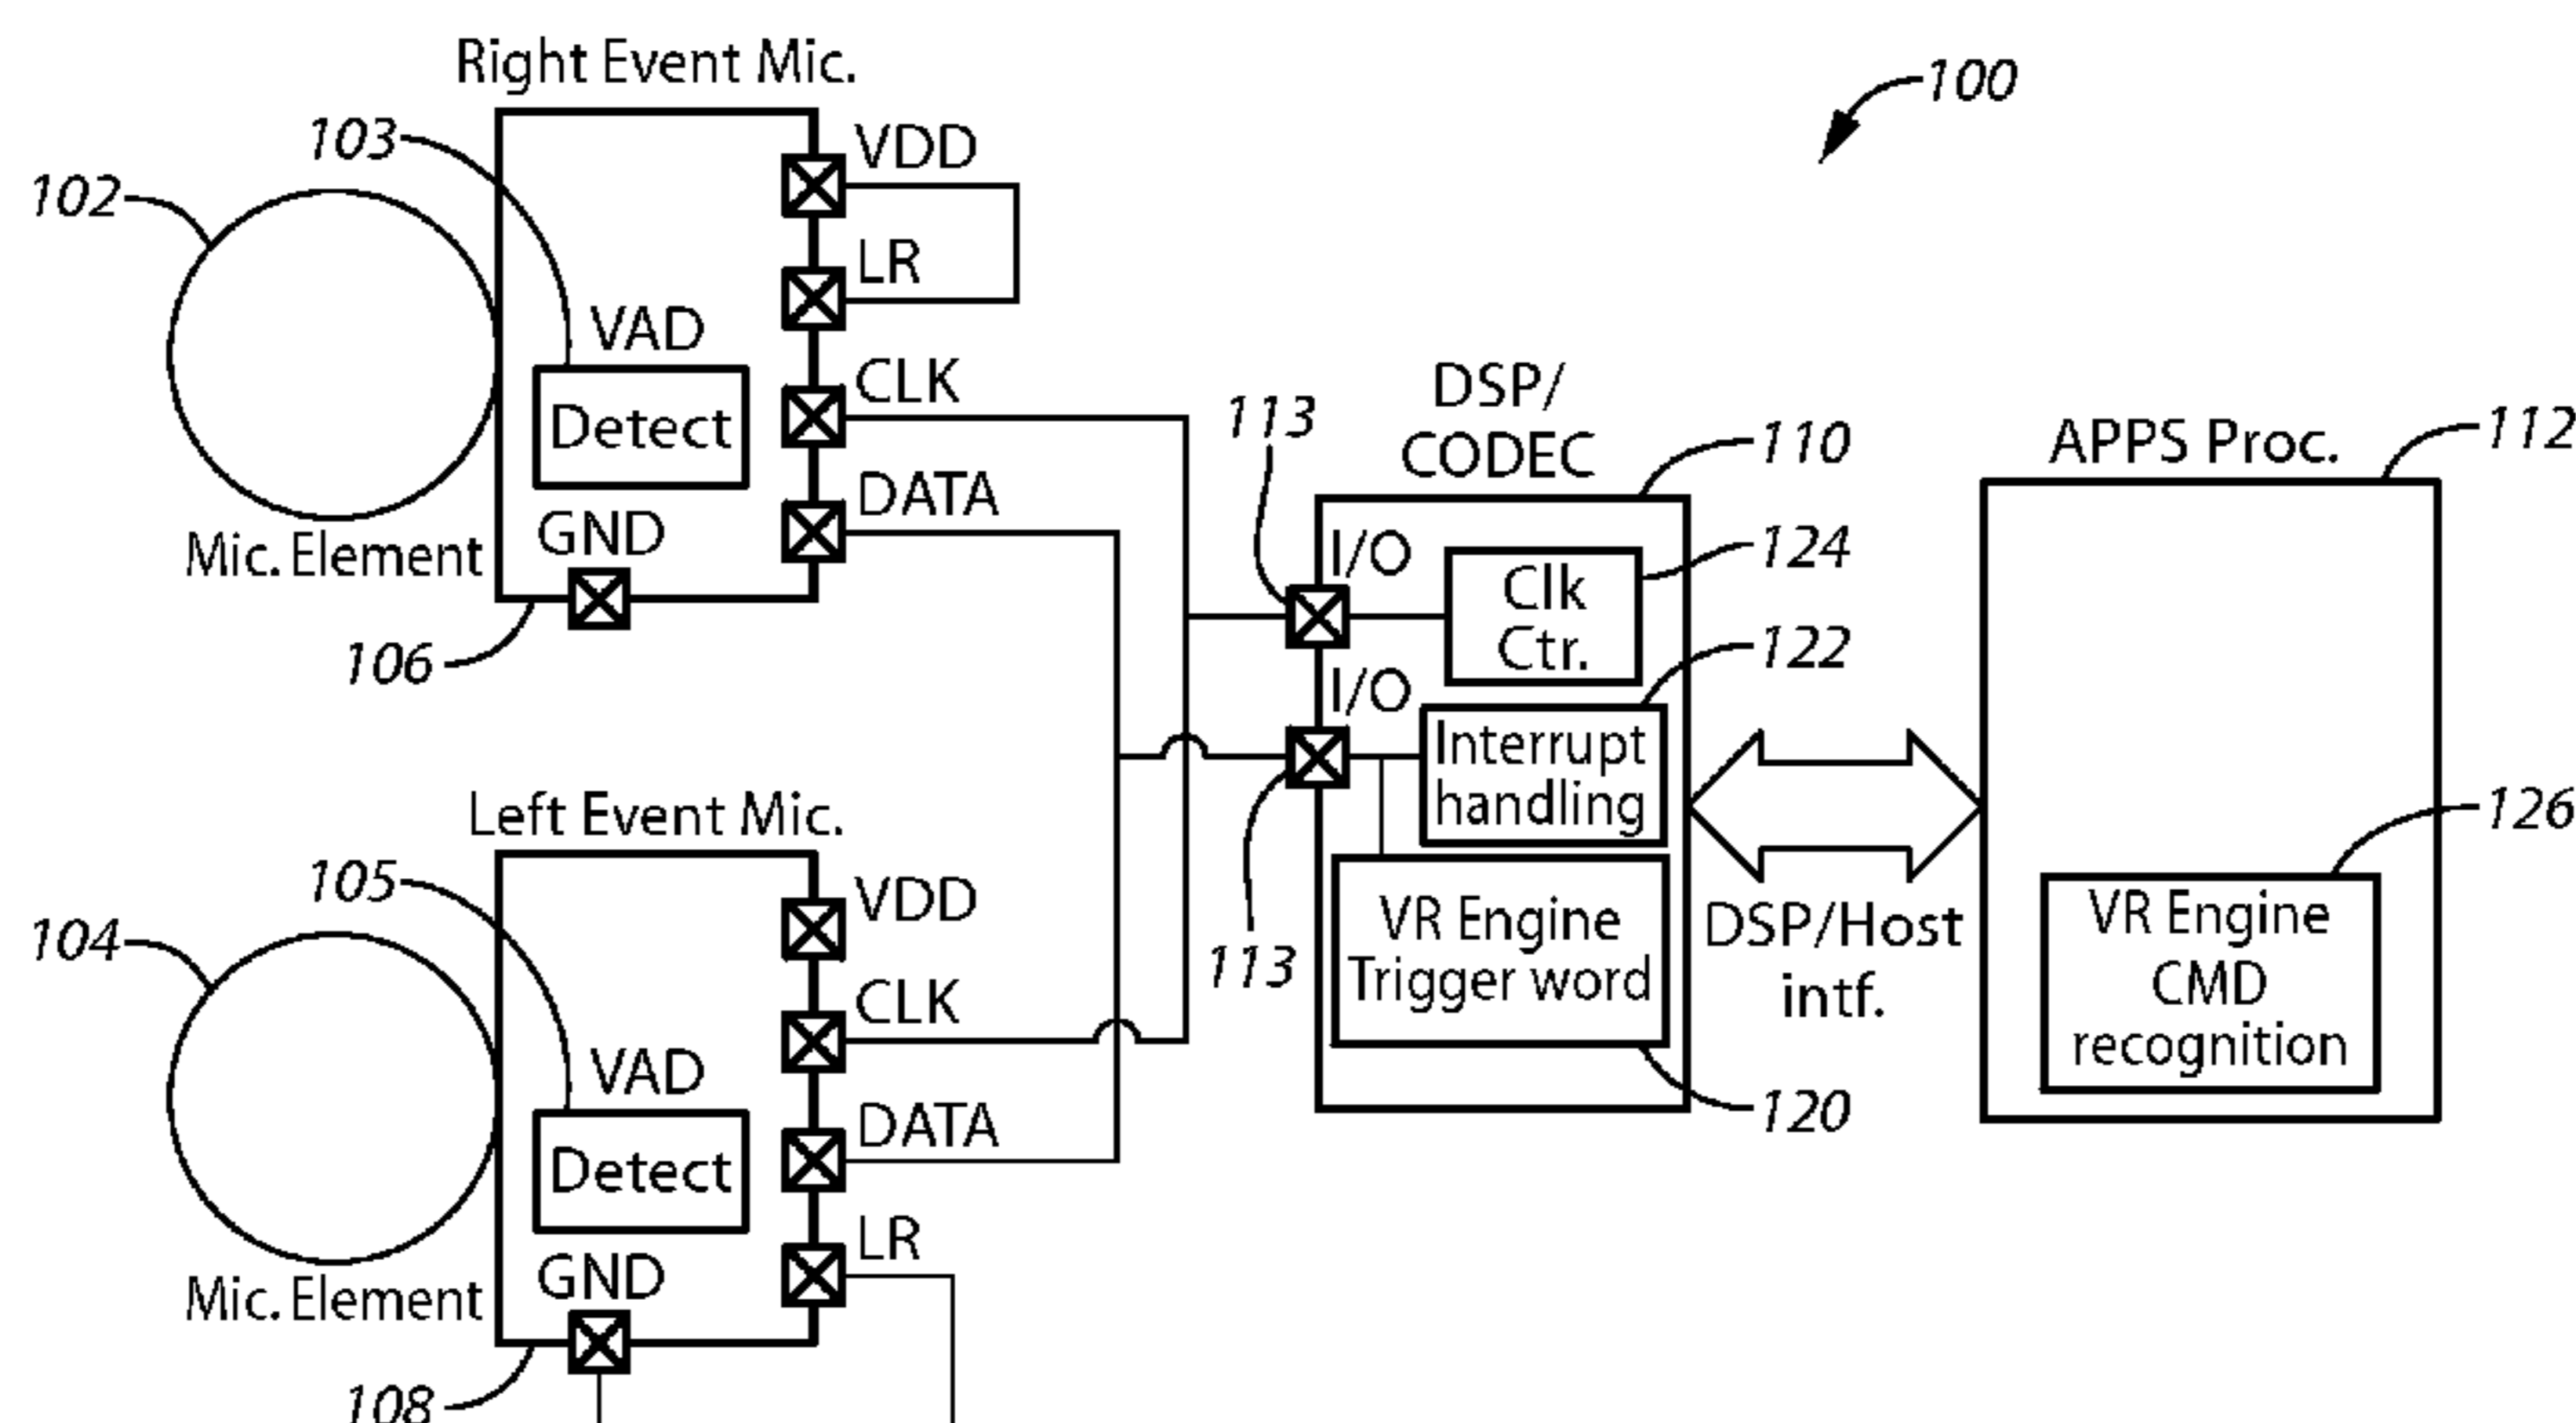 Right Event Mic.
100
103
VDD
102
LR
VAD
CLK
Detect
DATA
GND
Mic. Element
106
DSP/
CODEC
113
110
APPS Proc.
112
I/O
Clk
Ctr.
124
122
I/O
Interrupt
handling
113
VR Engine
Trigger word
120
DSP/Host
intf.
126
VR Engine
CMD
recognition
Left Event Mic.
105
VDD
104
CLK
VAD
DATA
Detect
LR
GND
Mic. Element
108